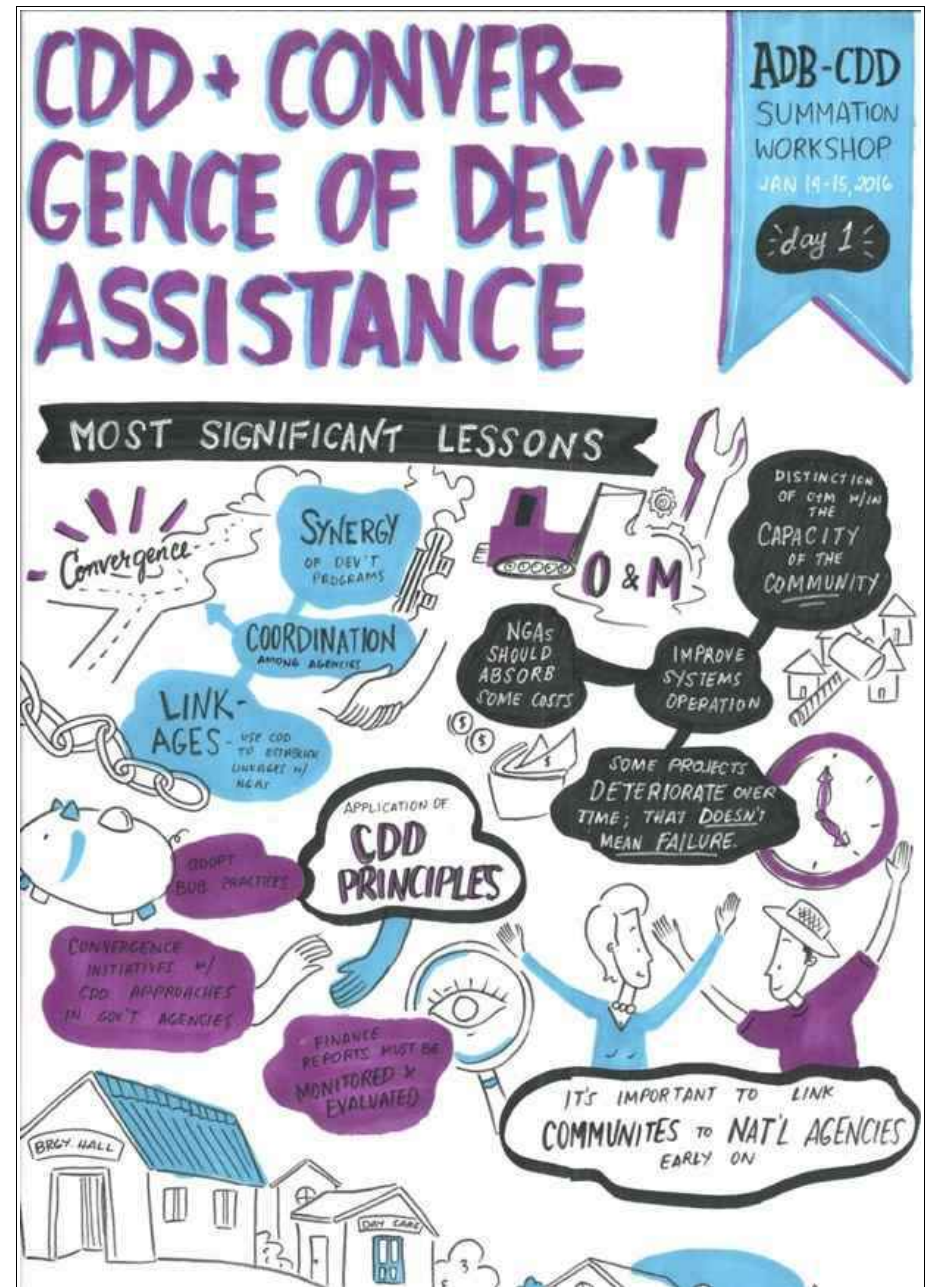 CDD + CONVER-
GENCE OF DEV'T
ASSISTANCE
ADB-CDD
SUMMATION
WORKSHOP
JAN 14-15, 2016
day 1
MOST SIGNIFICANT LESSONS
Convergence
SYNERGY
OF DEV'T
PROGRAMS
COORDINATION
AMONG AGENCIES
LINK-
AGES - USE CDD
TO ESTABLISH
LINKAGES W/
NGAs
O & M
DISTINCTION
OF O+M W/IN
THE
CAPACITY
OF THE
COMMUNITY
NGAs
SHOULD
ABSORB
SOME COSTS
IMPROVE
SYSTEMS
OPERATION
$ $
$
SOME PROJECTS
DETERIORATE OVER
TIME; THAT DOESN'T
MEAN FAILURE.
APPLICATION OF
CDD
PRINCIPLES
ADOPT
BUB PRACTICES
CONVERGENCE
INITIATIVES W/
CDD APPROACHES
IN GOV'T AGENCIES
FINANCE
REPORTS MUST BE
MONITORED &
EVALUATED
IT'S IMPORTANT TO LINK
COMMUNITES TO NAT'L AGENCIES
EARLY ON
BRGY. HALL
DAY CARE